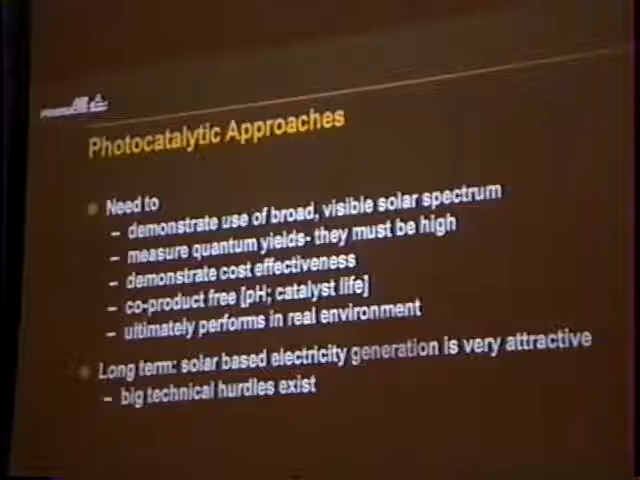 Photocatalytic Approaches
Need to
– demonstrate use of broad, visible solar spectrum
– measure quantum yields- they must be high
– demonstrate cost effectiveness
– co-product free [pH; catalyst life]
– ultimately performs in real environment
Long term: solar based electricity generation is very attractive
– big technical hurdles exist